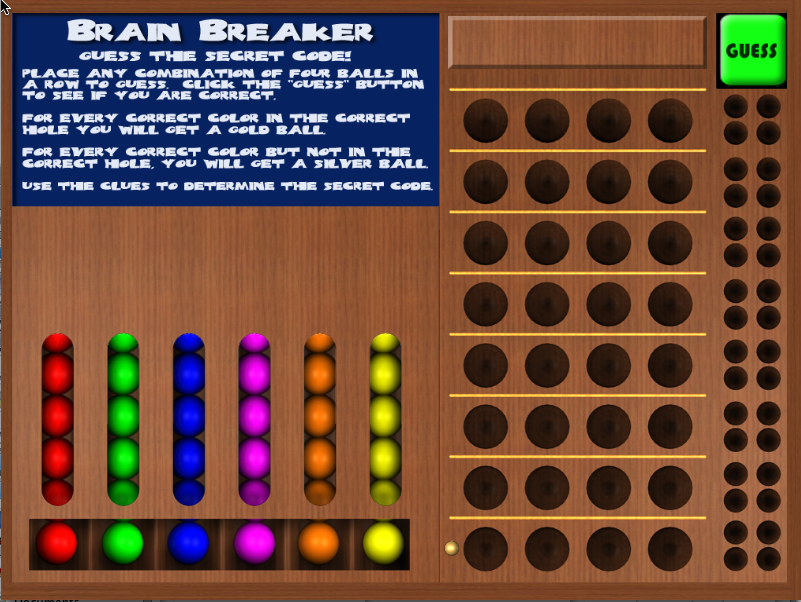 BRAIN BREAKER
GUESS THE SECRET CODE!
PLACE ANY COMBINATION OF FOUR BALLS IN
A ROW TO GUESS. CLICK THE "GUESS" BUTTON
TO SEE IF YOU ARE CORRECT.
FOR EVERY CORRECT COLOR IN THE CORRECT
HOLE YOU WILL GET A GOLD BALL.
FOR EVERY CORRECT COLOR BUT NOT IN THE
CORRECT HOLE, YOU WILL GET A SILVER BALL.
USE THE CLUES TO DETERMINE THE SECRET CODE.
GUESS
Documents